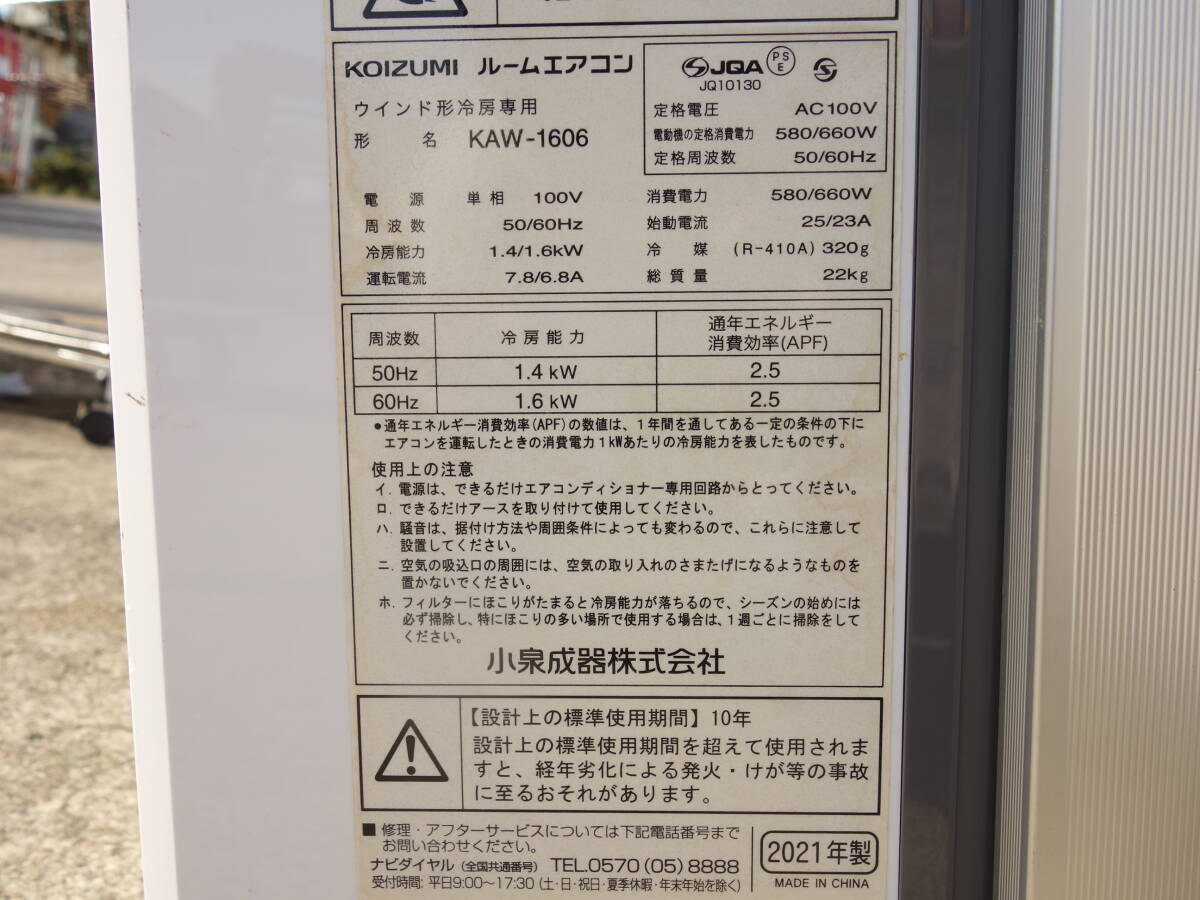 KOIZUMI ルームエアコン
ウインド形冷房専用
形 名 KAW-1606
JQA PSE
JQ10130
定格電圧 AC100V
電動機の定格消費電力 580/660W
定格周波数 50/60Hz
電源 単相 100V
周波数 50/60Hz
冷房能力 1.4/1.6kW
運転電流 7.8/6.8A
消費電力 580/660W
始動電流 25/23A
冷媒 (R-410A) 320g
総質量 22kg
周波数 冷房能力 通年エネルギー
消費効率(APF)
50Hz 1.4 kW 2.5
60Hz 1.6 kW 2.5
●通年エネルギー消費効率(APF)の数値は、1年間を通してある一定の条件の下に
エアコンを運転したときの消費電力1kWあたりの冷房能力を表したものです。
使用上の注意
イ. 電源は、できるだけエアコンディショナー専用回路からとってください。
ロ. できるだけアースを取り付けて使用してください。
ハ. 騒音は、据付け方法や周囲条件によっても変わるので、これらに注意して
設置してください。
ニ. 空気の吸込口の周囲には、空気の取り入れのさまたげになるようなものを
置かないでください。
ホ. フィルターにほこりがたまると冷房能力が落ちるので、シーズンの始めには
必ず掃除し、特にほこりの多い場所で使用する場合は、1週ごとに掃除をして
ください。
小泉成器株式会社
【設計上の標準使用期間】10年
設計上の標準使用期間を超えて使用されま
すと、経年劣化による発火・けが等の事故
に至るおそれがあります。
■ 修理・アフターサービスについては下記電話番号まで
お問い合わせください。
ナビダイヤル (全国共通番号) TEL.0570 (05) 8888
受付時間: 平日9:00〜17:30 (土・日・祝日・夏季休暇・年末年始を除く)
2021年製
MADE IN CHINA